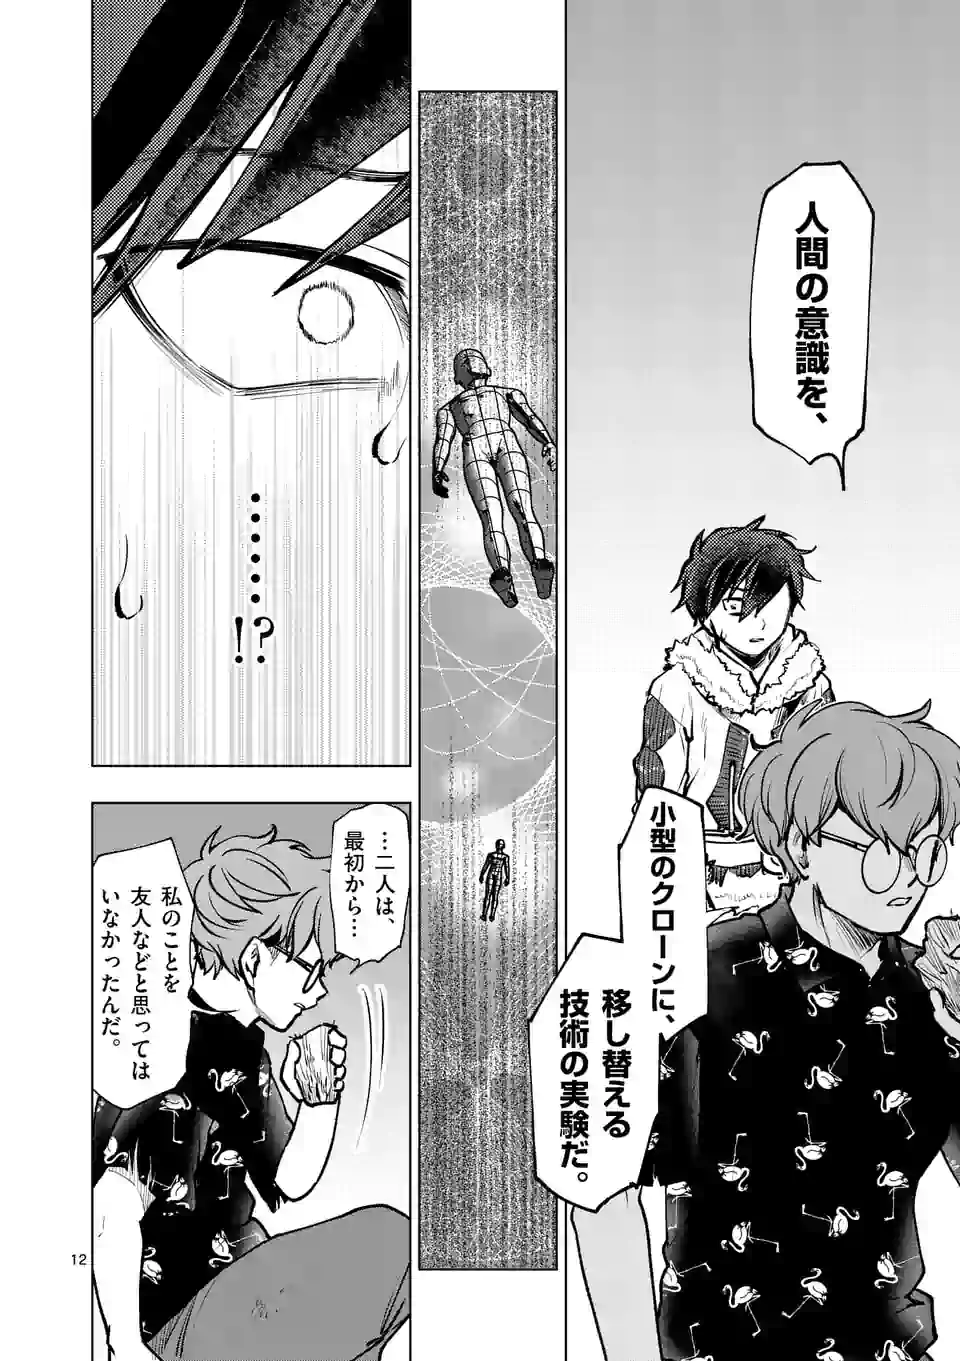 人間の意識を、
小型のクローンに、
移し替える
技術の実験だ。
………!?
…二人は、
最初から…
私のことを
友人などと思っては
いなかったんだ。
12